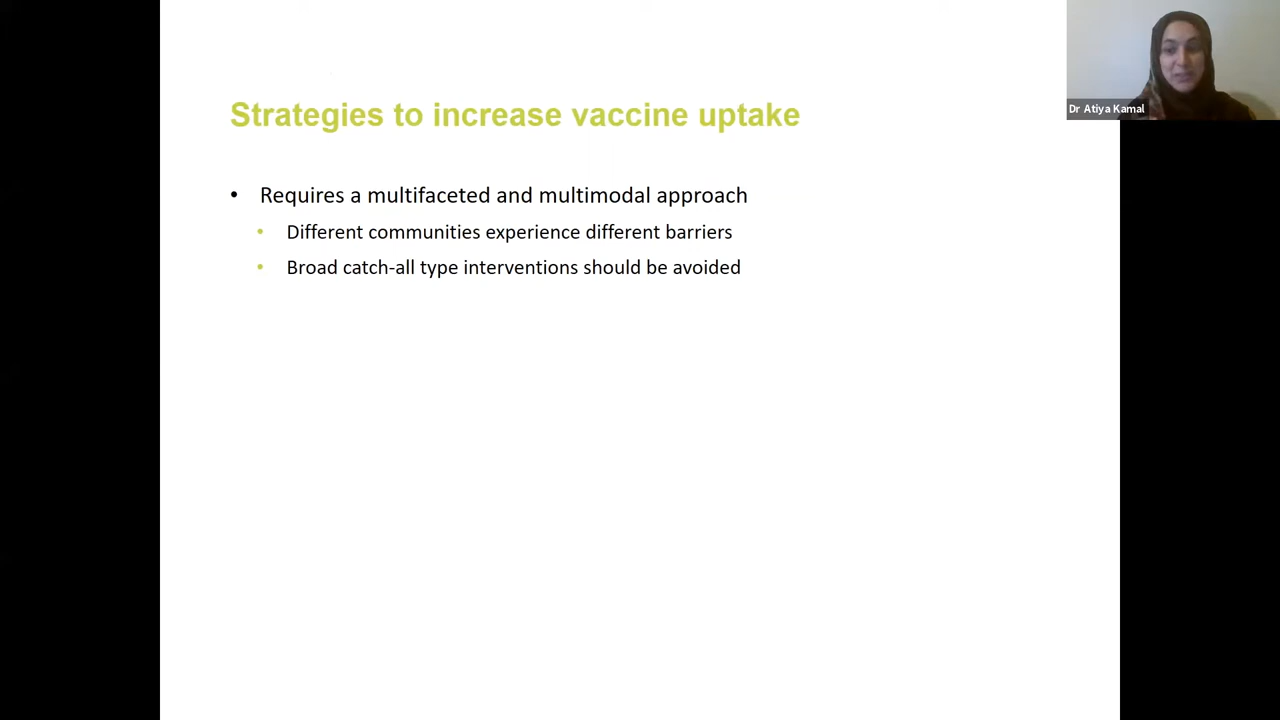 Strategies to increase vaccine uptake
• Requires a multifaceted and multimodal approach
• Different communities experience different barriers
• Broad catch-all type interventions should be avoided
Dr Atiya Kamal